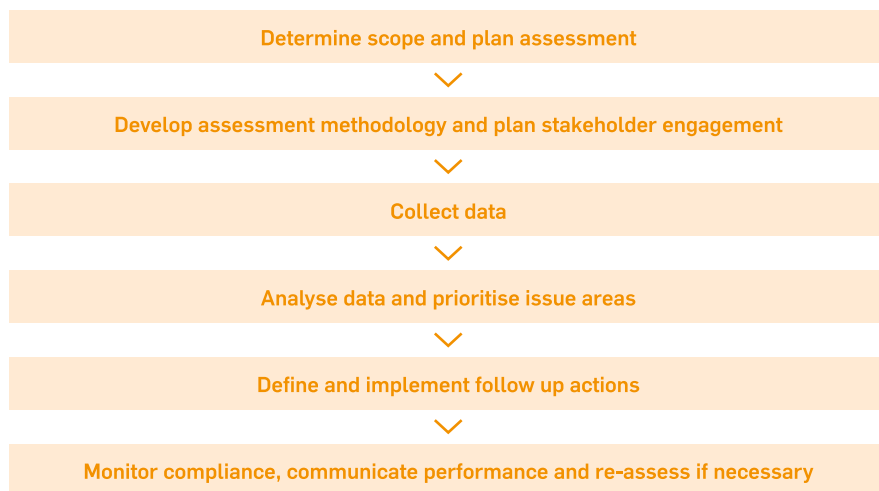 Determine scope and plan assessment
Develop assessment methodology and plan stakeholder engagement
Collect data
Analyse data and prioritise issue areas
Define and implement follow up actions
Monitor compliance, communicate performance and re-assess if necessary